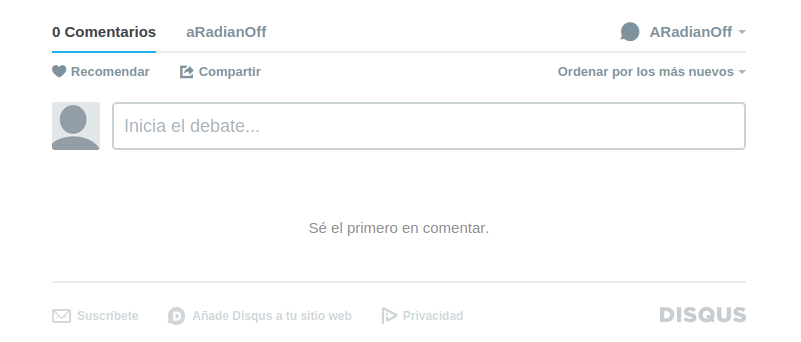 0 Comentarios aRadianOff ARadianOff
Recomendar Compartir Ordenar por los más nuevos
Inicia el debate...
Sé el primero en comentar.
Suscríbete D Añade Disqus a tu sitio web Privacidad DISQUS